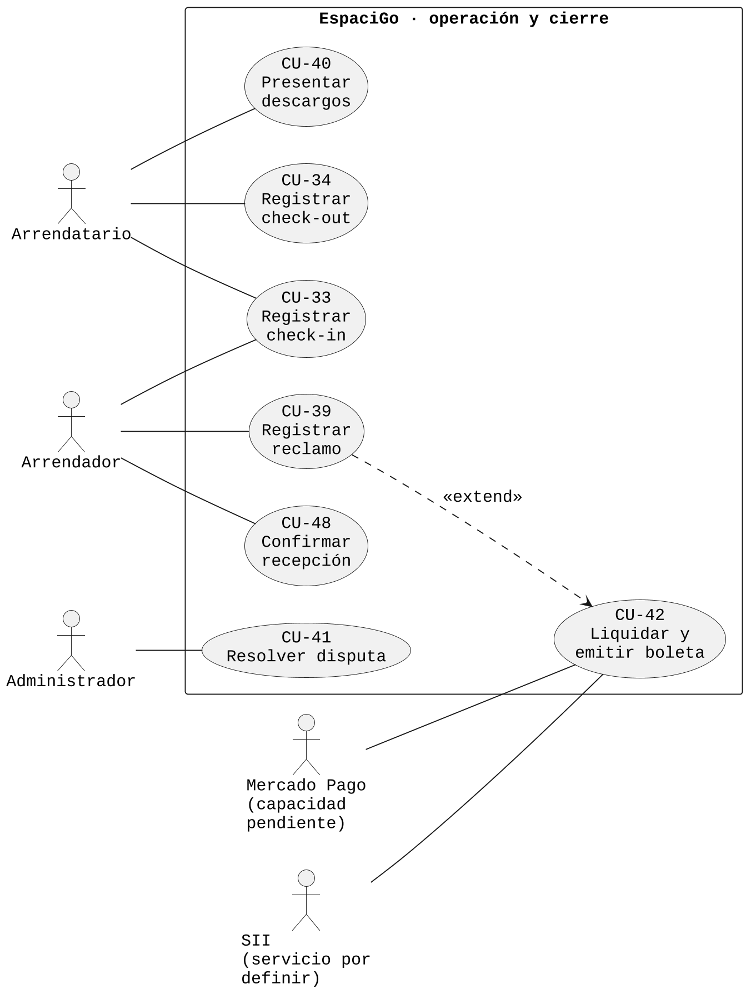 EspaciGo · operación y cierre
CU-40
Presentar
descargos
CU-34
Registrar
check-out
Arrendatario
CU-33
Registrar
check-in
CU-39
Registrar
reclamo
Arrendador
«extend»
CU-48
Confirmar
recepción
CU-42
Liquidar y
emitir boleta
CU-41
Resolver disputa
Administrador
Mercado Pago
(capacidad
pendiente)
SII
(servicio por
definir)